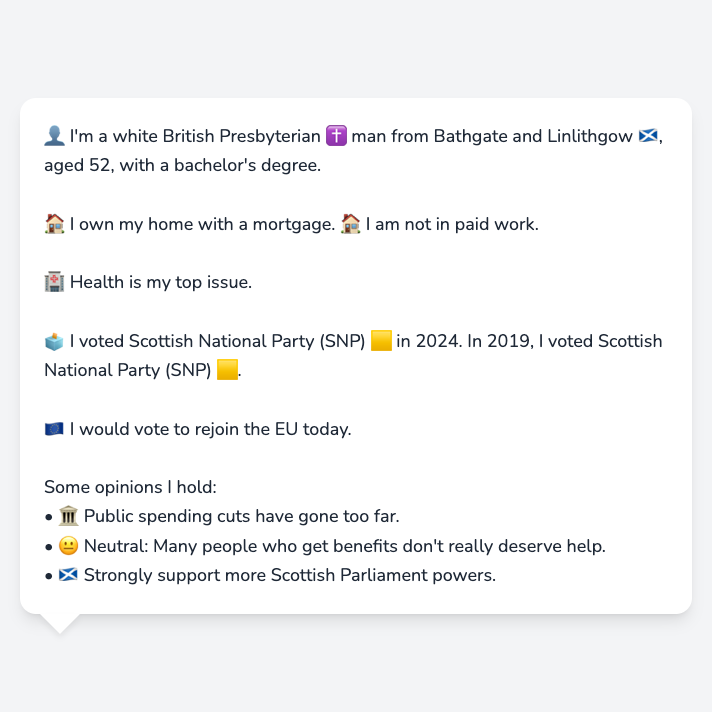 👤 I'm a white British Presbyterian ✝️ man from Bathgate and Linlithgow 🏴󠁧󠁢󠁳󠁣󠁴󠁿,
aged 52, with a bachelor's degree.
🏠 I own my home with a mortgage. 🏠 I am not in paid work.
🏥 Health is my top issue.
🗳️ I voted Scottish National Party (SNP) 🟨 in 2024. In 2019, I voted Scottish
National Party (SNP) 🟨.
🇪🇺 I would vote to rejoin the EU today.
Some opinions I hold:
• 🏛️ Public spending cuts have gone too far.
• 😐 Neutral: Many people who get benefits don't really deserve help.
• 🏴󠁧󠁢󠁳󠁣󠁴󠁿 Strongly support more Scottish Parliament powers.